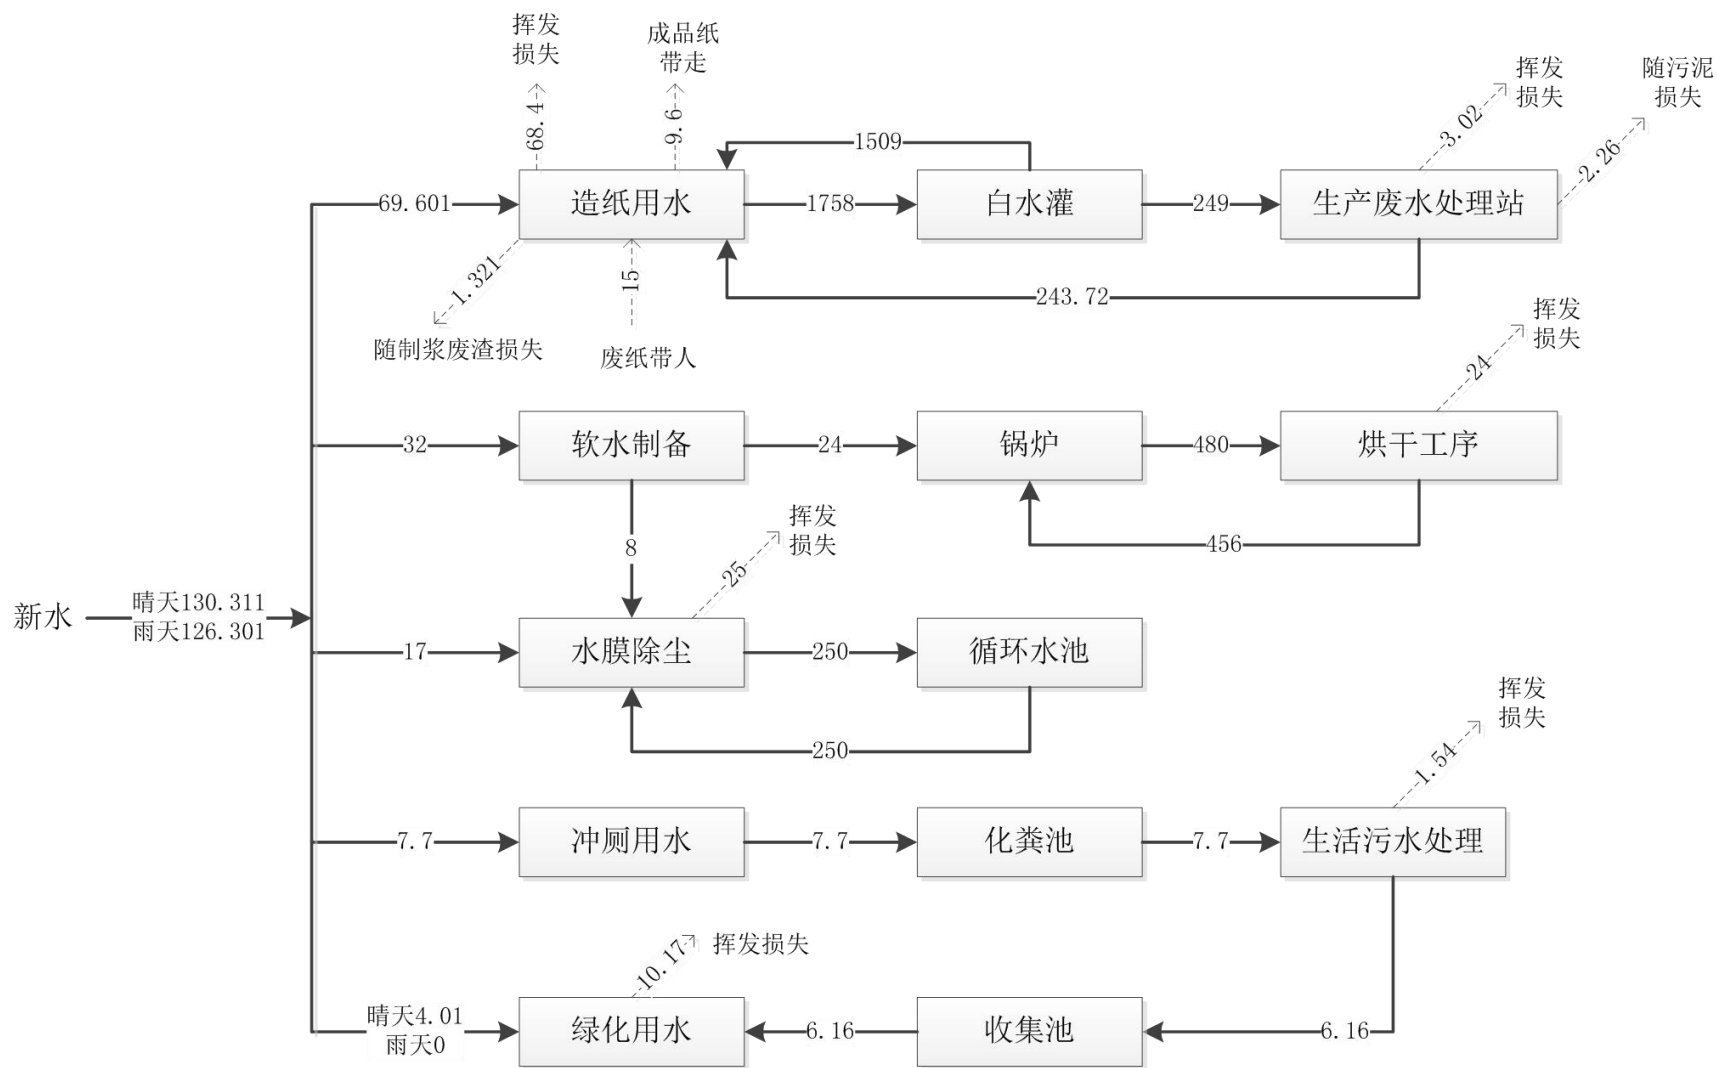 挥发
损失
成品纸
带走
挥发
损失
随污泥
损失
68.4
9.6
3.02
2.26
1509
69.601
造纸用水
1758
白水灌
249
生产废水处理站
1.321
15
243.72
随制浆废渣损失
废纸带人
挥发
损失
24
32
软水制备
24
锅炉
480
烘干工序
8
挥发
损失
25
456
新水
晴天130.311
雨天126.301
17
水膜除尘
250
循环水池
250
挥发
损失
1.54
7.7
冲厕用水
7.7
化粪池
7.7
生活污水处理
10.17
挥发损失
晴天4.01
雨天0
绿化用水
6.16
收集池
6.16